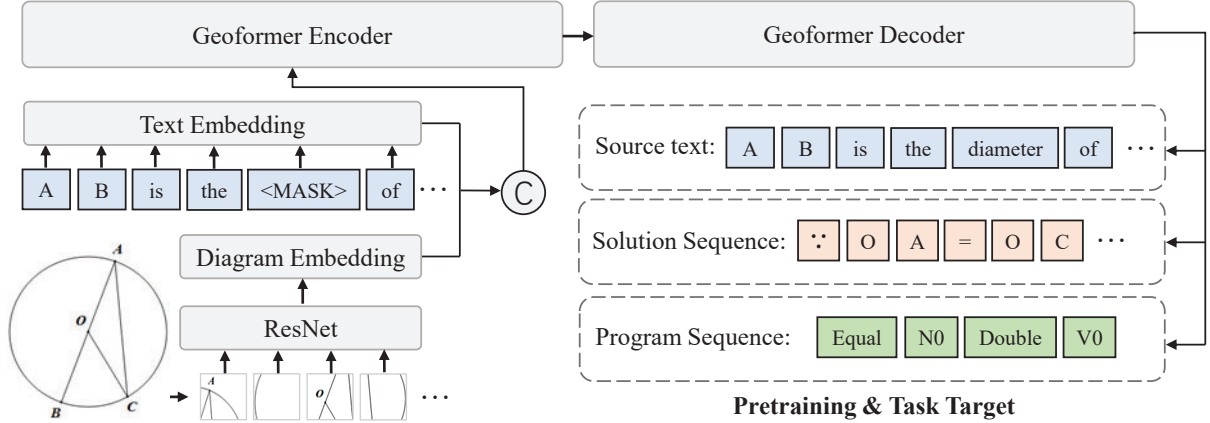 Geoformer Encoder
Geoformer Decoder
Text Embedding
A B is the <MASK> of ...
C
Diagram Embedding
ResNet
A
O
B
C
A
O
...
Source text: A B is the diameter of ...
Solution Sequence: ∵ O A = O C ...
Program Sequence: Equal N0 Double V0
Pretraining & Task Target